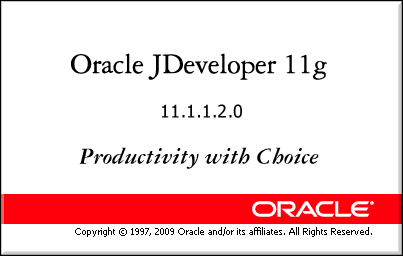 Oracle JDeveloper 11g
11.1.1.2.0
Productivity with Choice
ORACLE®
Copyright © 1997, 2009 Oracle and/or its affiliates. All Rights Reserved.